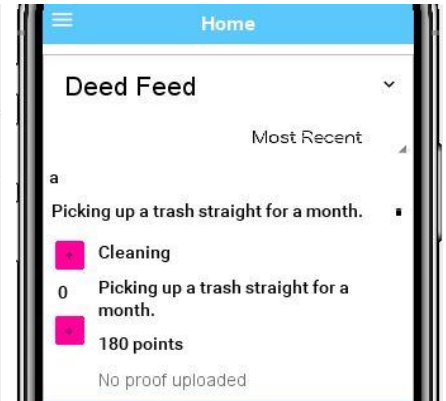 Home
Deed Feed
Most Recent
a
Picking up a trash straight for a month.
Cleaning
0
Picking up a trash straight for a
month.
180 points
No proof uploaded